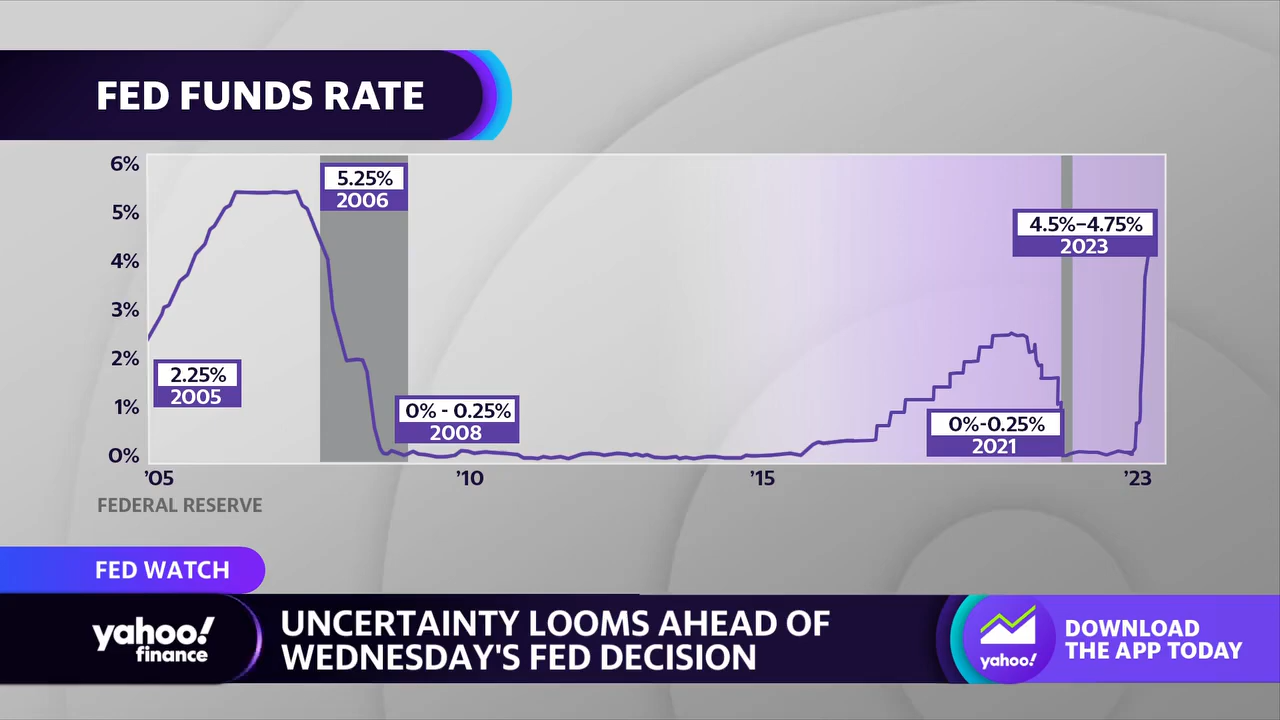 FED FUNDS RATE
6%
5%
4%
3%
2%
1%
0%
5.25%
2006
4.5%–4.75%
2023
2.25%
2005
0% - 0.25%
2008
0%-0.25%
2021
’05
’10
’15
’23
FEDERAL RESERVE
FED WATCH
yahoo!
finance
UNCERTAINTY LOOMS AHEAD OF
WEDNESDAY'S FED DECISION
yahoo!
DOWNLOAD
THE APP TODAY